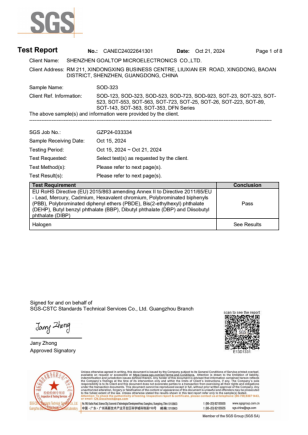 SGS
Test Report No.: CANEC24022641301 Date: Oct 21, 2024 Page 1 of 8
Client Name: SHENZHEN GOALTOP MICROELECTRONICS CO.,LTD.
Client Address: RM 211, XINDONGXING BUSINESS CENTRE, LIUXIAN ER ROAD, XINGDONG, BAOAN
DISTRICT, SHENZHEN, GUANGDONG, CHINA
Sample Name: SOD-323
Client Ref. Information: SOD-123, SOD-323, SOD-523, SOD-723, SOD-923, SOT-23, SOT-323, SOT-
523, SOT-553, SOT-563, SOT-723, SOT-25, SOT-26, SOT-223, SOT-89,
SOT-143, SOT-363, SOT-353, DFN Series
The above sample(s) and information were provided by the client.
SGS Job No.: GZP24-033334
Sample Receiving Date: Oct 15, 2024
Testing Period: Oct 15, 2024 ~ Oct 21, 2024
Test Requested: Select test(s) as requested by the client.
Test Method(s): Please refer to next page(s).
Test Result(s): Please refer to next page(s).
Test Requirement Conclusion
EU RoHS Directive (EU) 2015/863 amending Annex II to Directive 2011/65/EU
- Lead, Mercury, Cadmium, Hexavalent chromium, Polybrominated biphenyls
(PBB), Polybrominated diphenyl ethers (PBDE), Bis(2-ethylhexyl) phthalate
(DEHP), Butyl benzyl phthalate (BBP), Dibutyl phthalate (DBP) and Diisobutyl
phthalate (DIBP)
Pass
Halogen See Results
Signed for and on behalf of
SGS-CSTC Standards Technical Services Co., Ltd. Guangzhou Branch
scan to see the report
Jany Zhong
Jany Zhong
Approved Signatory
Member of the SGS Group (SGS SA)